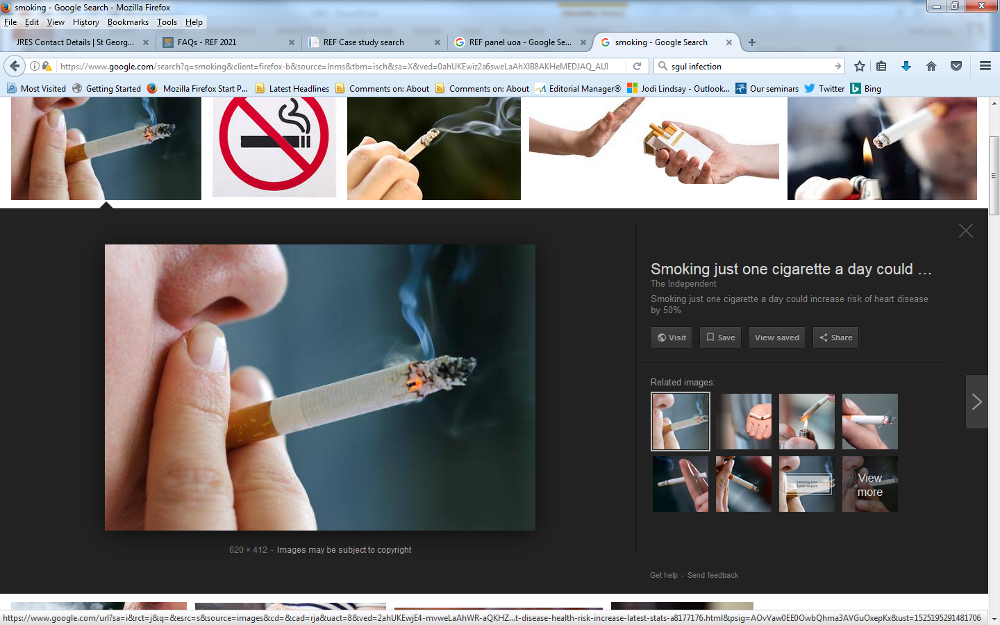 smoking - Google Search - Mozilla Firefox
File Edit View History Bookmarks Tools Help
JRES Contact Details | St Georg...
FAQs - REF 2021
REF Case study search
REF panel uoa - Google Se...
smoking - Google Search
https://www.google.com/search?q=smoking&client=firefox-b&source=lnms&tbm=isch&sa=X&ved=0ahUKEwiz2a6sweLaAhXIB8AKHeMEDJAQ_AUI
sgul infection
Most Visited Getting Started Mozilla Firefox Start P... Latest Headlines Comments on: About Comments on: About Editorial Manager® Jodi Lindsay - Outlook... Our seminars Twitter Bing
Smoking just one cigarette a day could ...
The Independent
Smoking just one cigarette a day could increase risk of heart disease
by 50%
Visit Save View saved Share
Related images:
Smoking Area
Luton Airport
View
more
620 × 412 - Images may be subject to copyright
Get help - Send feedback
https://www.google.com/url?sa=i&rct=j&q=&esrc=s&source=images&cd=&cad=rja&uact=8&ved=2ahUKEwjE4-mvweLaAhWR-aQKHZ...t-disease-health-risk-increase-latest-stats-a8177176.html&psig=AOvVaw0EE0OwbQhma3AVGuOxepKx&ust=1525195291481706